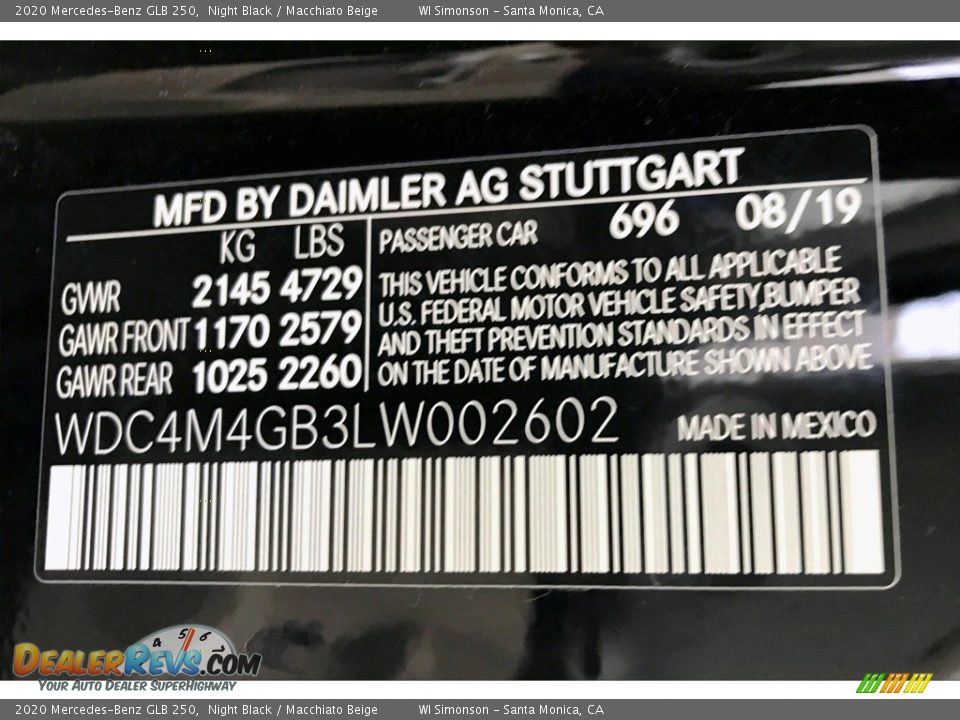 2020 Mercedes-Benz GLB 250, Night Black / Macchiato Beige WI Simonson - Santa Monica, CA
MFD BY DAIMLER AG STUTTGART
KG LBS
GVWR 2145 4729
GAWR FRONT 1170 2579
GAWR REAR 1025 2260
PASSENGER CAR 696 08/19
THIS VEHICLE CONFORMS TO ALL APPLICABLE
U.S. FEDERAL MOTOR VEHICLE SAFETY,BUMPER
AND THEFT PREVENTION STANDARDS IN EFFECT
ON THE DATE OF MANUFACTURE SHOWN ABOVE
WDC4M4GB3LW002602 MADE IN MEXICO
4 5 6
DEALERREVS.COM
YOUR AUTO DEALER SUPERHIGHWAY
2020 Mercedes-Benz GLB 250, Night Black / Macchiato Beige WI Simonson - Santa Monica, CA